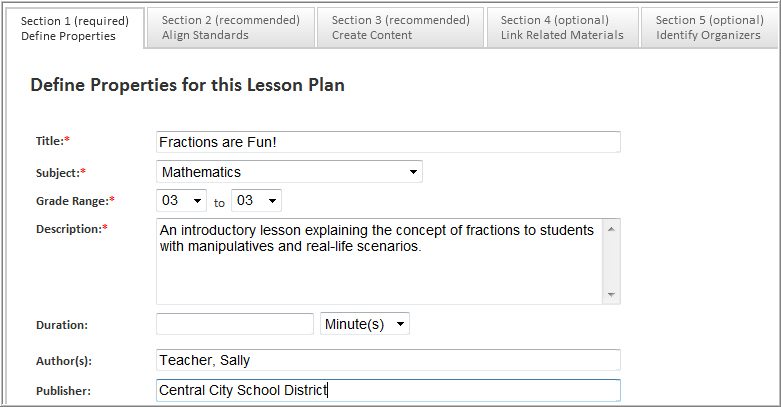 Section 1 (required) Section 2 (recommended) Section 3 (recommended) Section 4 (optional) Section 5 (optional)
Define Properties Align Standards Create Content Link Related Materials Identify Organizers
Define Properties for this Lesson Plan
Title:* Fractions are Fun!
Subject:* Mathematics
Grade Range:* 03 to 03
Description:* An introductory lesson explaining the concept of fractions to students
with manipulatives and real-life scenarios.
Duration: Minute(s)
Author(s): Teacher, Sally
Publisher: Central City School District